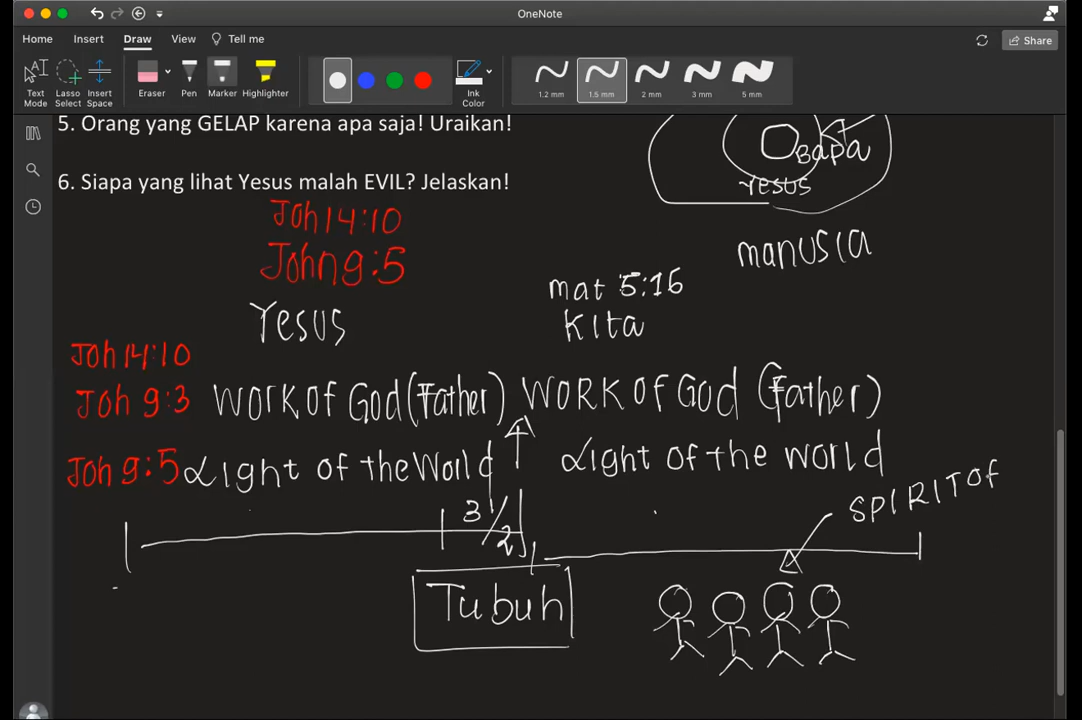 OneNote
Home Insert Draw View Tell me
Share
Text Mode
Lasso Select
Insert Space
Eraser
Pen
Marker
Highlighter
Ink Color
1.2 mm
1.5 mm
2 mm
3 mm
5 mm
5. Orang yang GELAP karena apa saja! Uraikan!
Bapa
6. Siapa yang lihat Yesus malah EVIL? Jelaskan!
Yesus
Joh 14:10
John 9:5
manusia
mat 5:16
Yesus
Kita
Joh 14:10
Joh 9:3 WORK OF God (Father) WORK OF God (Father)
Joh 9:5 Light of the World Light of the world
SPIRIT OF
3 1/2
Tubuh